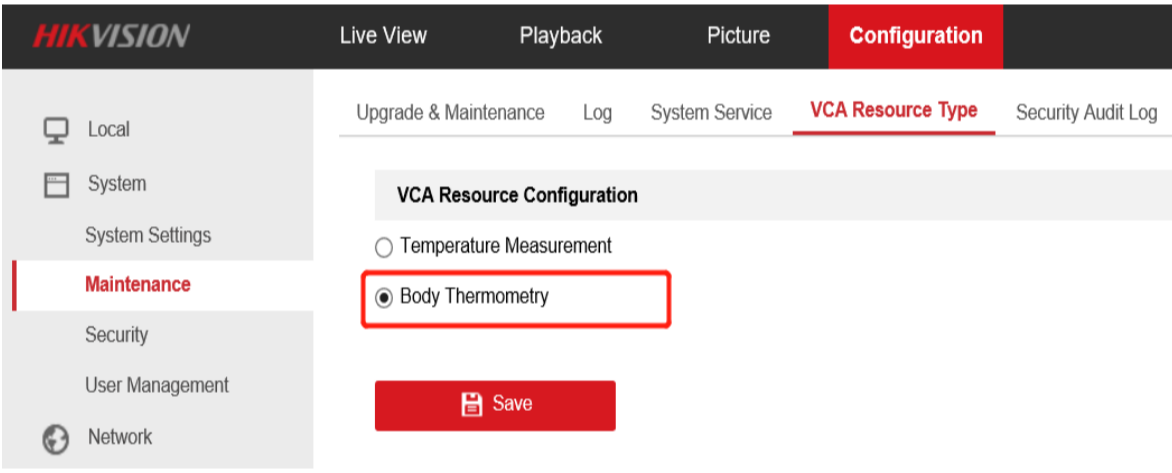 HIKVISION Live View Playback Picture Configuration
Upgrade & Maintenance Log System Service VCA Resource Type Security Audit Log
Local
System
System Settings
Maintenance
Security
User Management
Network
VCA Resource Configuration
Temperature Measurement
Body Thermometry
Save